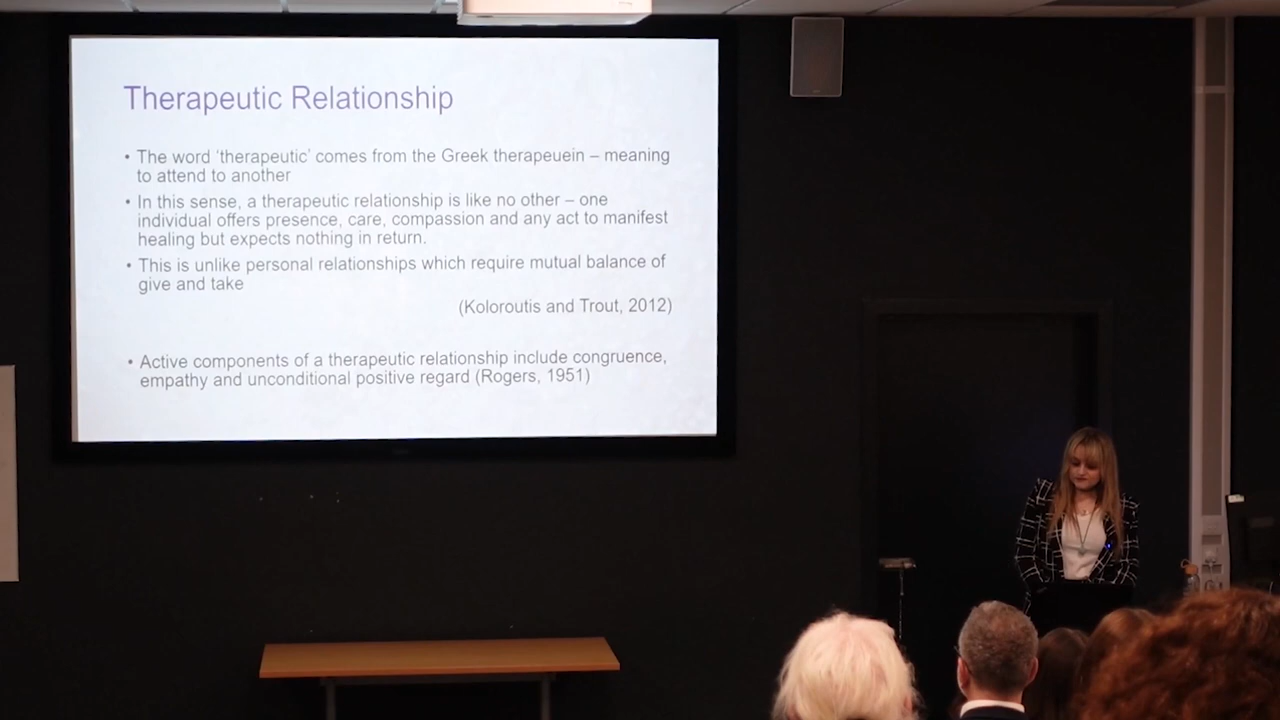 Therapeutic Relationship
• The word ‘therapeutic’ comes from the Greek therapeuein – meaning
to attend to another
• In this sense, a therapeutic relationship is like no other – one
individual offers presence, care, compassion and any act to manifest
healing but expects nothing in return.
• This is unlike personal relationships which require mutual balance of
give and take
(Koloroutis and Trout, 2012)
• Active components of a therapeutic relationship include congruence,
empathy and unconditional positive regard (Rogers, 1951)